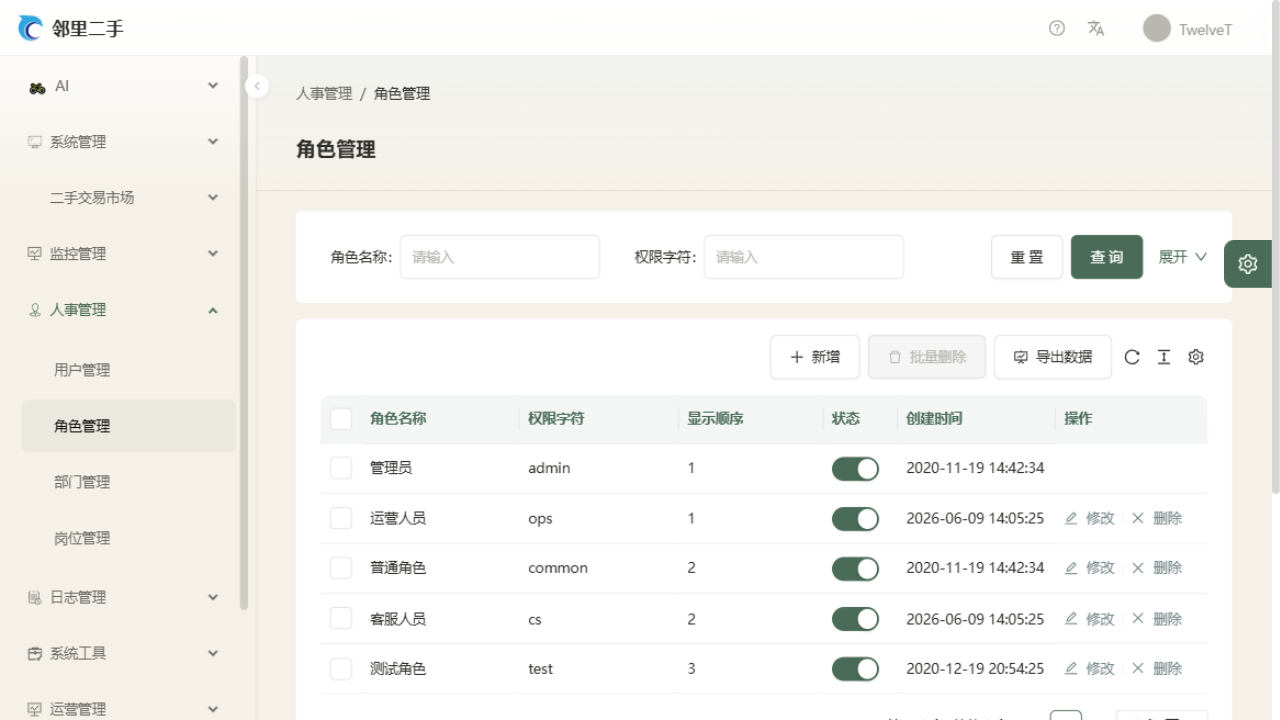 邻里二手
TwelveT
AI
系统管理
二手交易市场
监控管理
人事管理
用户管理
角色管理
部门管理
岗位管理
日志管理
系统工具
运营管理
人事管理 / 角色管理
角色管理
角色名称: 请输入 权限字符: 请输入 重 置 查 询 展开
新增 批量删除 导出数据
角色名称 权限字符 显示顺序 状态 创建时间 操作
管理员 admin 1 2020-11-19 14:42:34
运营人员 ops 1 2026-06-09 14:05:25 修改 删除
普通角色 common 2 2020-11-19 14:42:34 修改 删除
客服人员 cs 2 2026-06-09 14:05:25 修改 删除
测试角色 test 3 2020-12-19 20:54:25 修改 删除